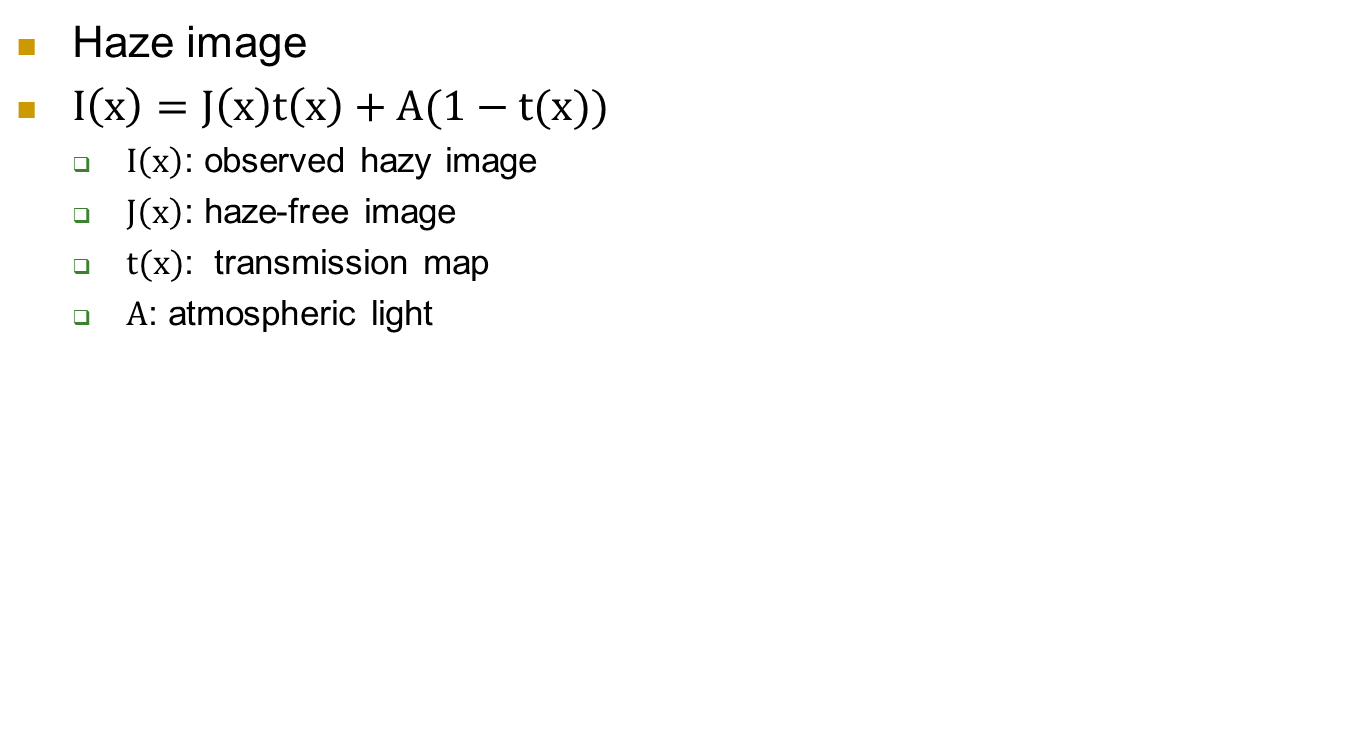 Haze image
I(x) = J(x)t(x) + A(1 − t(x))
I(x): observed hazy image
J(x): haze-free image
t(x): transmission map
A: atmospheric light